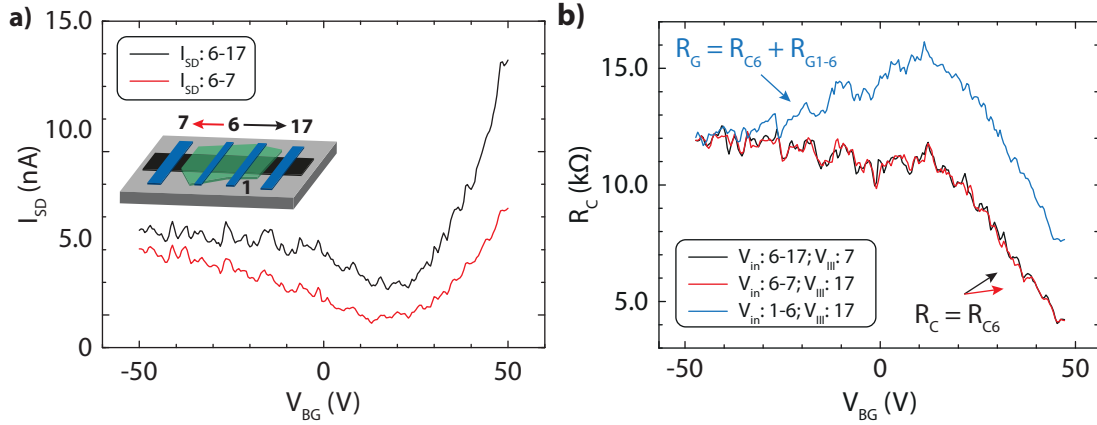 a)
15.0
10.0
5.0
0
I_SD (nA)
I_SD: 6-17
I_SD: 6-7
7 6 17
1
-50 0 50
V_BG (V)
b)
R_G = R_C6 + R_G1-6
15.0
10.0
5.0
R_C (kΩ)
V_in: 6-17; V_III: 7
V_in: 6-7; V_III: 17
V_in: 1-6; V_III: 17
R_C = R_C6
-50 0 50
V_BG (V)